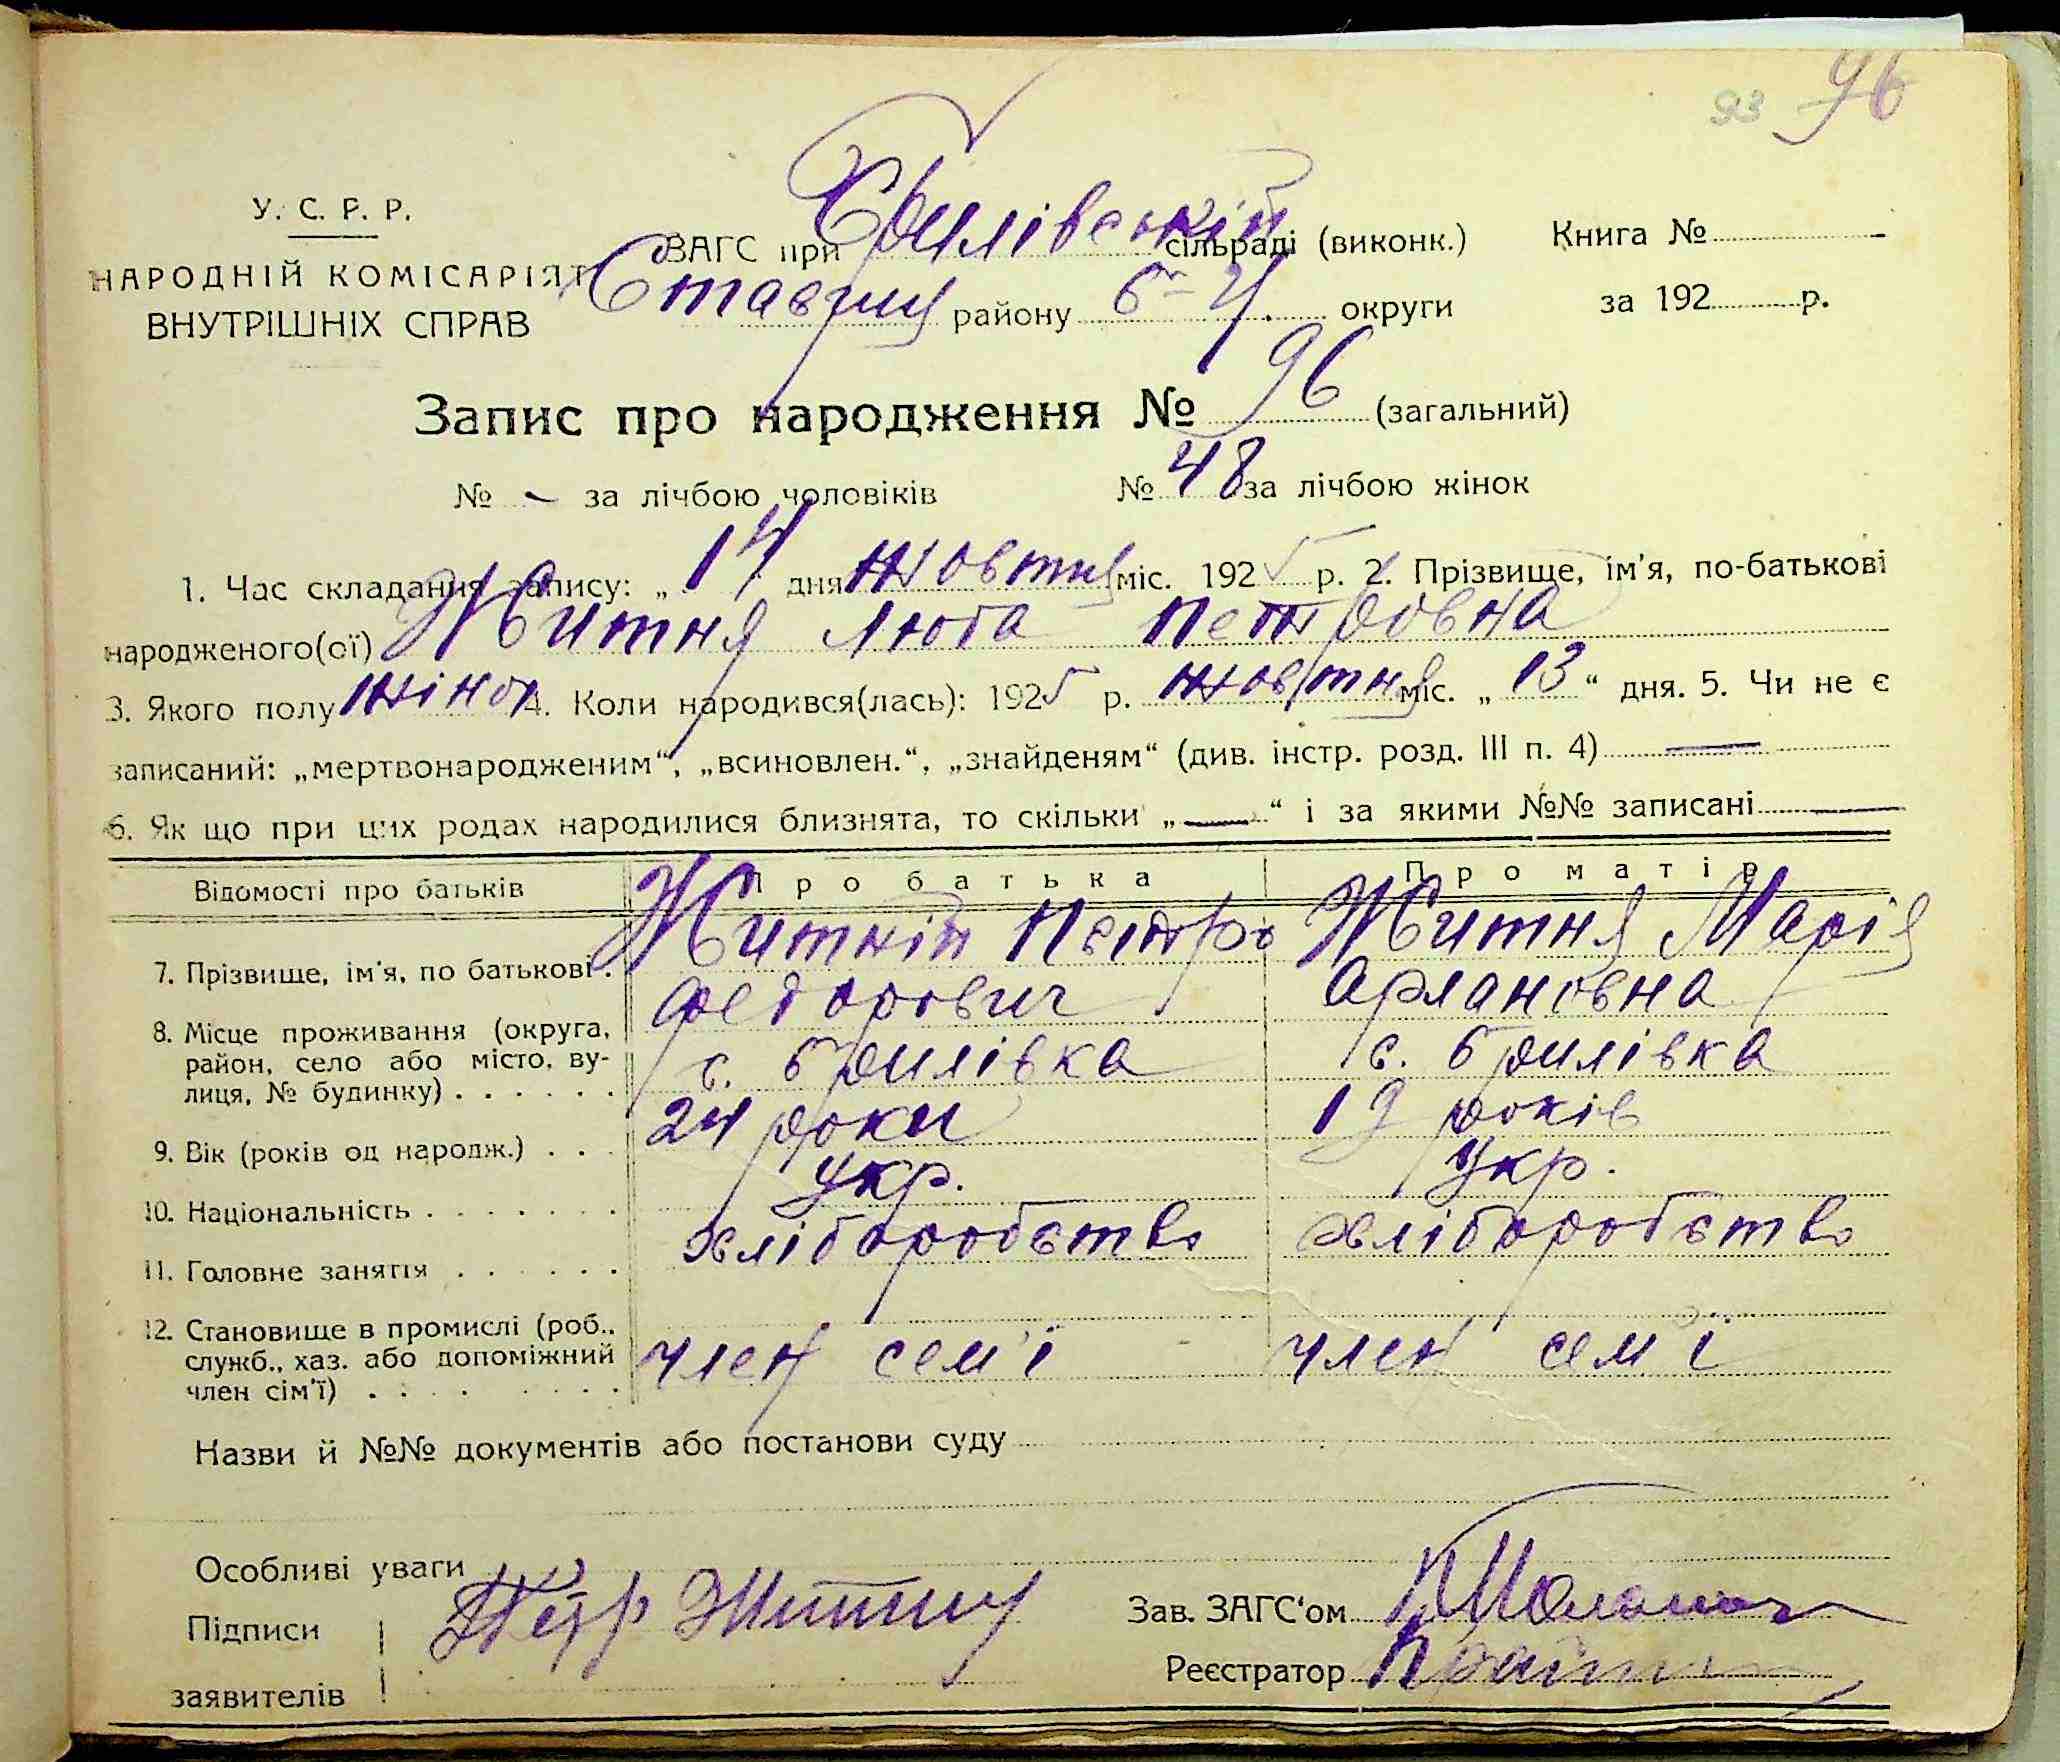 93 96
У. С. Р. Р.
НАРОДНІЙ КОМІСАРІЯТ
ВНУТРІШНІХ СПРАВ
ЗАГС при Брилівській сільраді (виконк.) Книга №
Ставищ району Б-Ц. округи за 192 р.
Запис про народження № 96 (загальний)
№ - за лічбою чоловіків № 48 за лічбою жінок
1. Час складання запису: „14 дня жовтня міс. 1925 р. 2. Прізвище, ім'я, по-батькові
народженого(ої) Житня Люба Петровна
3. Якого полу жіноч 4. Коли народився(лась): 1925 р. жовтня міс. „13“ дня. 5. Чи не є
записаний: „мертвонародженим“, „всиновлен.“, „знайденям“ (див. інстр. розд. III п. 4) —
6. Як що при цих родах народилися близнята, то скільки „—“ і за якими №№ записані —
Відомості про батьків Про батька Про матір
7. Прізвище, ім'я, по батькові . Житній Пєтро Житня Марія
Федорович Арлановна
8. Місце проживання (округа, район, село або місто, вулиця, № будинку) . . . . . . с. Брилівка с. Брилівка
9. Вік (років од народж.) . . . 24 роки 19 років
10. Національність . . . . . . . укр. укр.
11. Головне заняття . . . . . . хліборобство хліборобство
12. Становище в промислі (роб., служб., хаз. або допоміжний член сім'ї) . . . . . . . член сем'ї член сем'ї
Назви й №№ документів або постанови суду
Особливі уваги
Підписи Пётр Житний Зав. ЗАГС'ом
заявителів Реєстратор